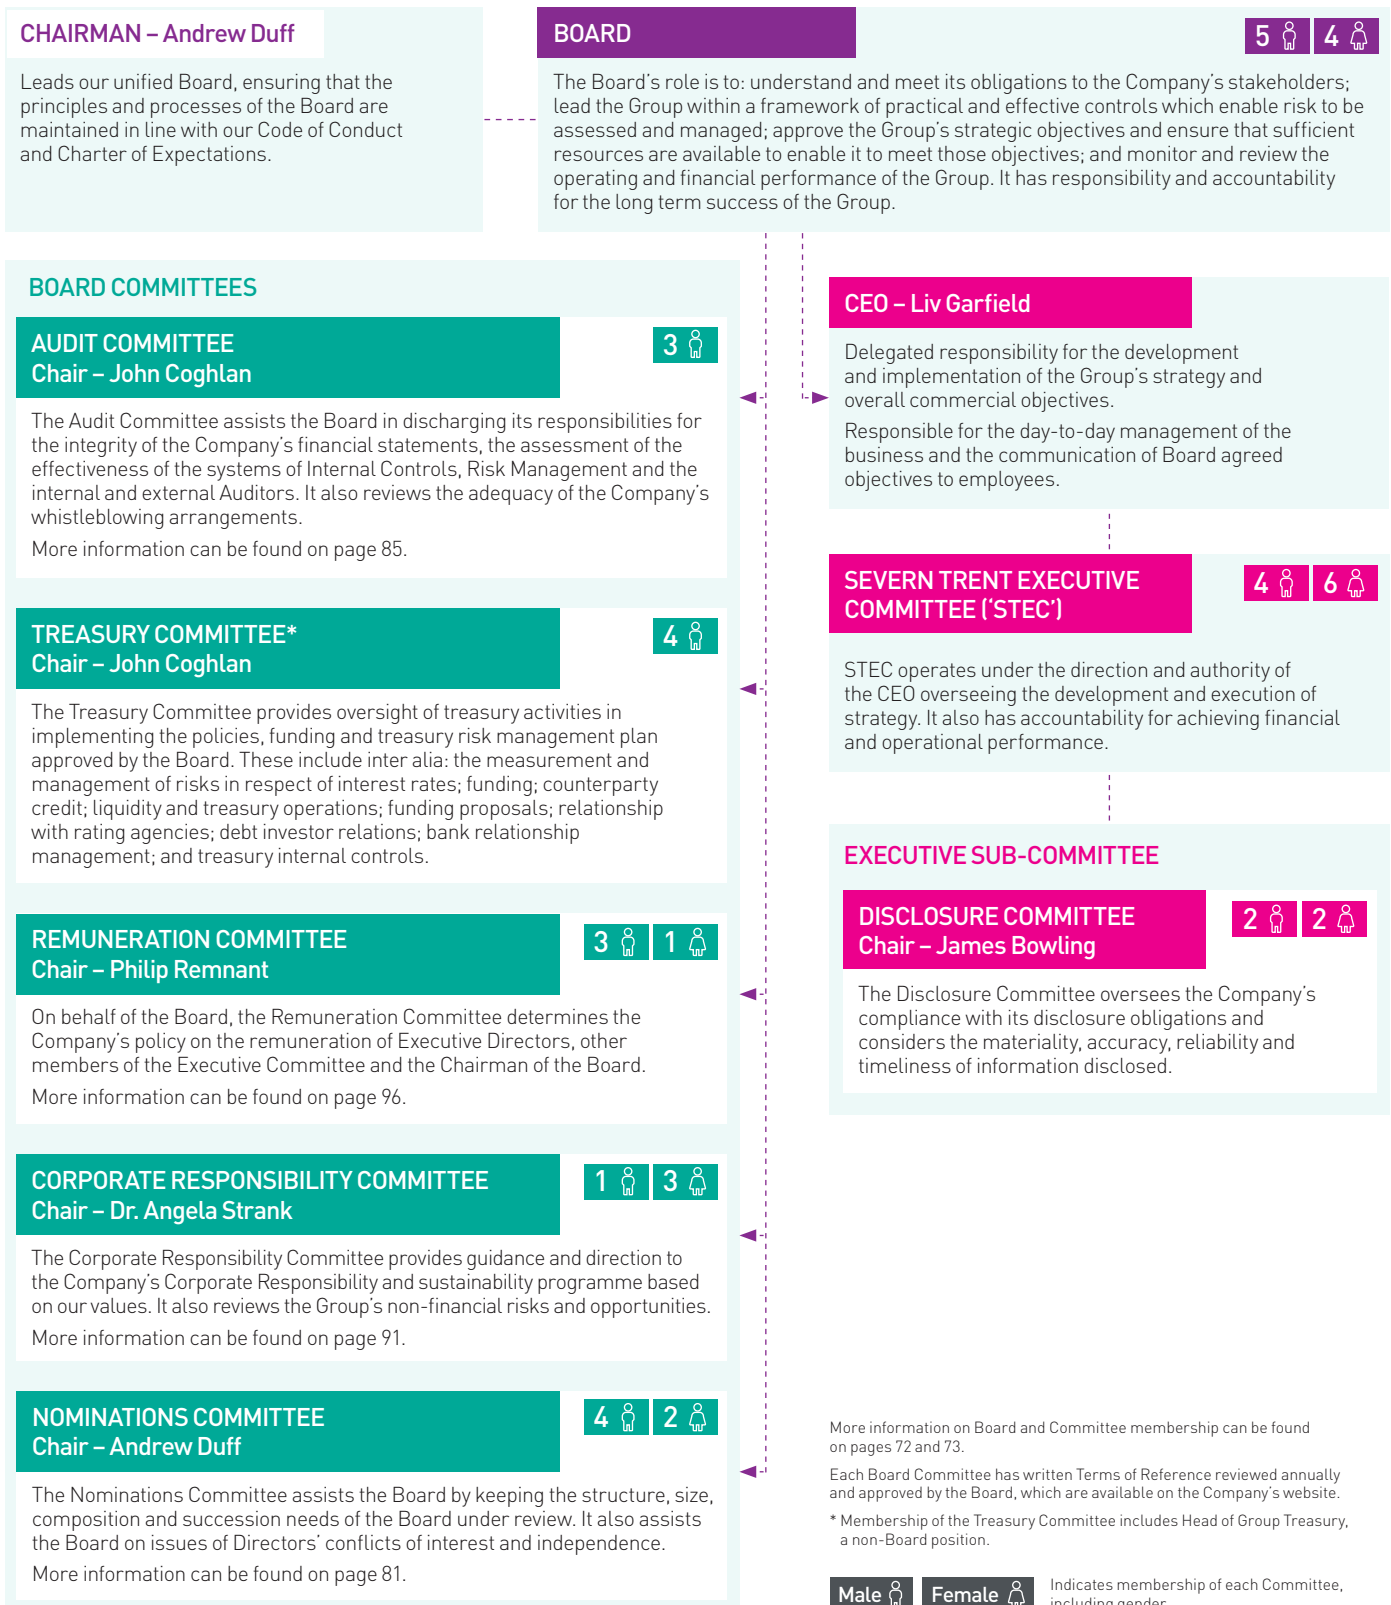 CHAIRMAN – Andrew Duff
Leads our unified Board, ensuring that the
principles and processes of the Board are
maintained in line with our Code of Conduct
and Charter of Expectations.
BOARD
5
4
The Board's role is to: understand and meet its obligations to the Company's stakeholders;
lead the Group within a framework of practical and effective controls which enable risk to be
assessed and managed; approve the Group's strategic objectives and ensure that sufficient
resources are available to enable it to meet those objectives; and monitor and review the
operating and financial performance of the Group. It has responsibility and accountability
for the long term success of the Group.
BOARD COMMITTEES
AUDIT COMMITTEE
Chair – John Coghlan
3
The Audit Committee assists the Board in discharging its responsibilities for
the integrity of the Company's financial statements, the assessment of the
effectiveness of the systems of Internal Controls, Risk Management and the
internal and external Auditors. It also reviews the adequacy of the Company's
whistleblowing arrangements.
More information can be found on page 85.
TREASURY COMMITTEE*
Chair – John Coghlan
4
The Treasury Committee provides oversight of treasury activities in
implementing the policies, funding and treasury risk management plan
approved by the Board. These include inter alia: the measurement and
management of risks in respect of interest rates; funding; counterparty
credit; liquidity and treasury operations; funding proposals; relationship
with rating agencies; debt investor relations; bank relationship
management; and treasury internal controls.
REMUNERATION COMMITTEE
Chair – Philip Remnant
3
1
On behalf of the Board, the Remuneration Committee determines the
Company's policy on the remuneration of Executive Directors, other
members of the Executive Committee and the Chairman of the Board.
More information can be found on page 96.
CORPORATE RESPONSIBILITY COMMITTEE
Chair – Dr. Angela Strank
1
3
The Corporate Responsibility Committee provides guidance and direction to
the Company's Corporate Responsibility and sustainability programme based
on our values. It also reviews the Group's non-financial risks and opportunities.
More information can be found on page 91.
NOMINATIONS COMMITTEE
Chair – Andrew Duff
4
2
The Nominations Committee assists the Board by keeping the structure, size,
composition and succession needs of the Board under review. It also assists
the Board on issues of Directors' conflicts of interest and independence.
More information can be found on page 81.
CEO – Liv Garfield
Delegated responsibility for the development
and implementation of the Group's strategy and
overall commercial objectives.
Responsible for the day-to-day management of the
business and the communication of Board agreed
objectives to employees.
SEVERN TRENT EXECUTIVE
COMMITTEE ('STEC')
4
6
STEC operates under the direction and authority of
the CEO overseeing the development and execution of
strategy. It also has accountability for achieving financial
and operational performance.
EXECUTIVE SUB-COMMITTEE
DISCLOSURE COMMITTEE
Chair – James Bowling
2
2
The Disclosure Committee oversees the Company's
compliance with its disclosure obligations and
considers the materiality, accuracy, reliability and
timeliness of information disclosed.
More information on Board and Committee membership can be found
on pages 72 and 73.
Each Board Committee has written Terms of Reference reviewed annually
and approved by the Board, which are available on the Company's website.
* Membership of the Treasury Committee includes Head of Group Treasury,
a non-Board position.
Male
Female
Indicates membership of each Committee,
including gender